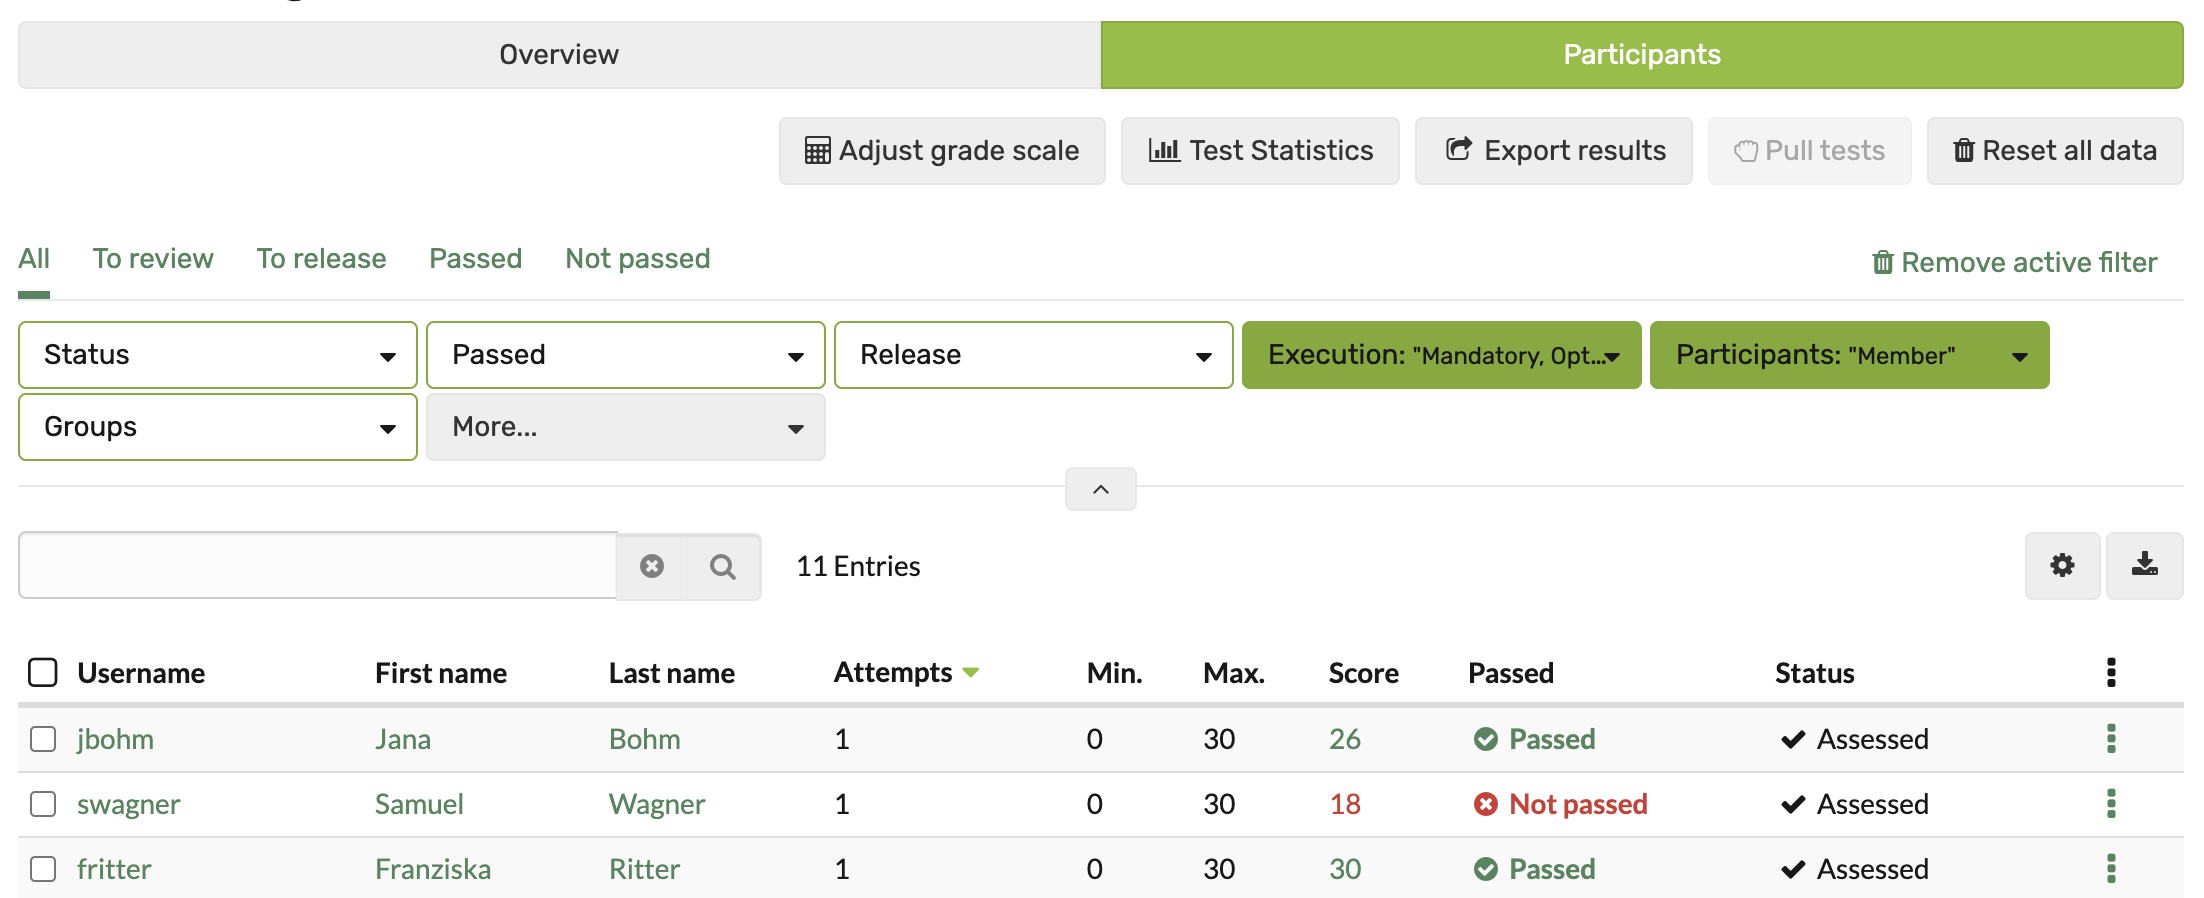 Overview Participants
Adjust grade scale Test Statistics Export results Pull tests Reset all data
All To review To release Passed Not passed Remove active filter
Status Passed Release Execution: "Mandatory, Opt... Participants: "Member"
Groups More...
11 Entries
Username First name Last name Attempts Min. Max. Score Passed Status
jbohm Jana Bohm 1 0 30 26 Passed Assessed
swagner Samuel Wagner 1 0 30 18 Not passed Assessed
fritter Franziska Ritter 1 0 30 30 Passed Assessed